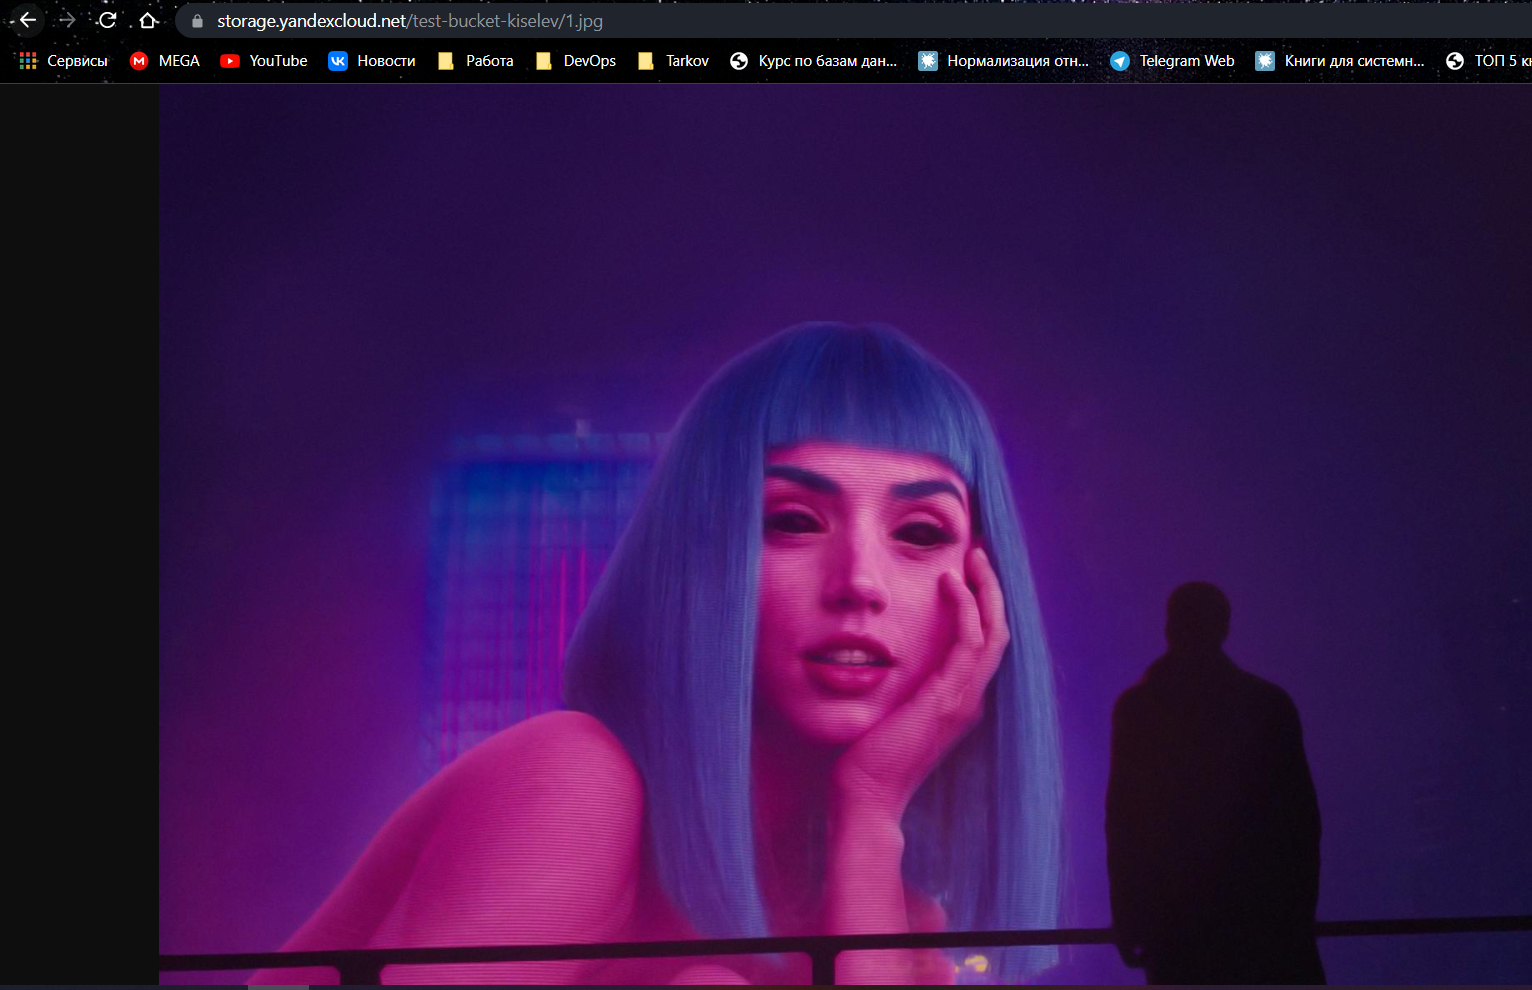 storage.yandexcloud.net/test-bucket-kiselev/1.jpg
Сервисы MEGA YouTube Новости Работа DevOps Tarkov Курс по базам дан... Нормализация отн... Telegram Web Книги для системн... ТОП 5 кн